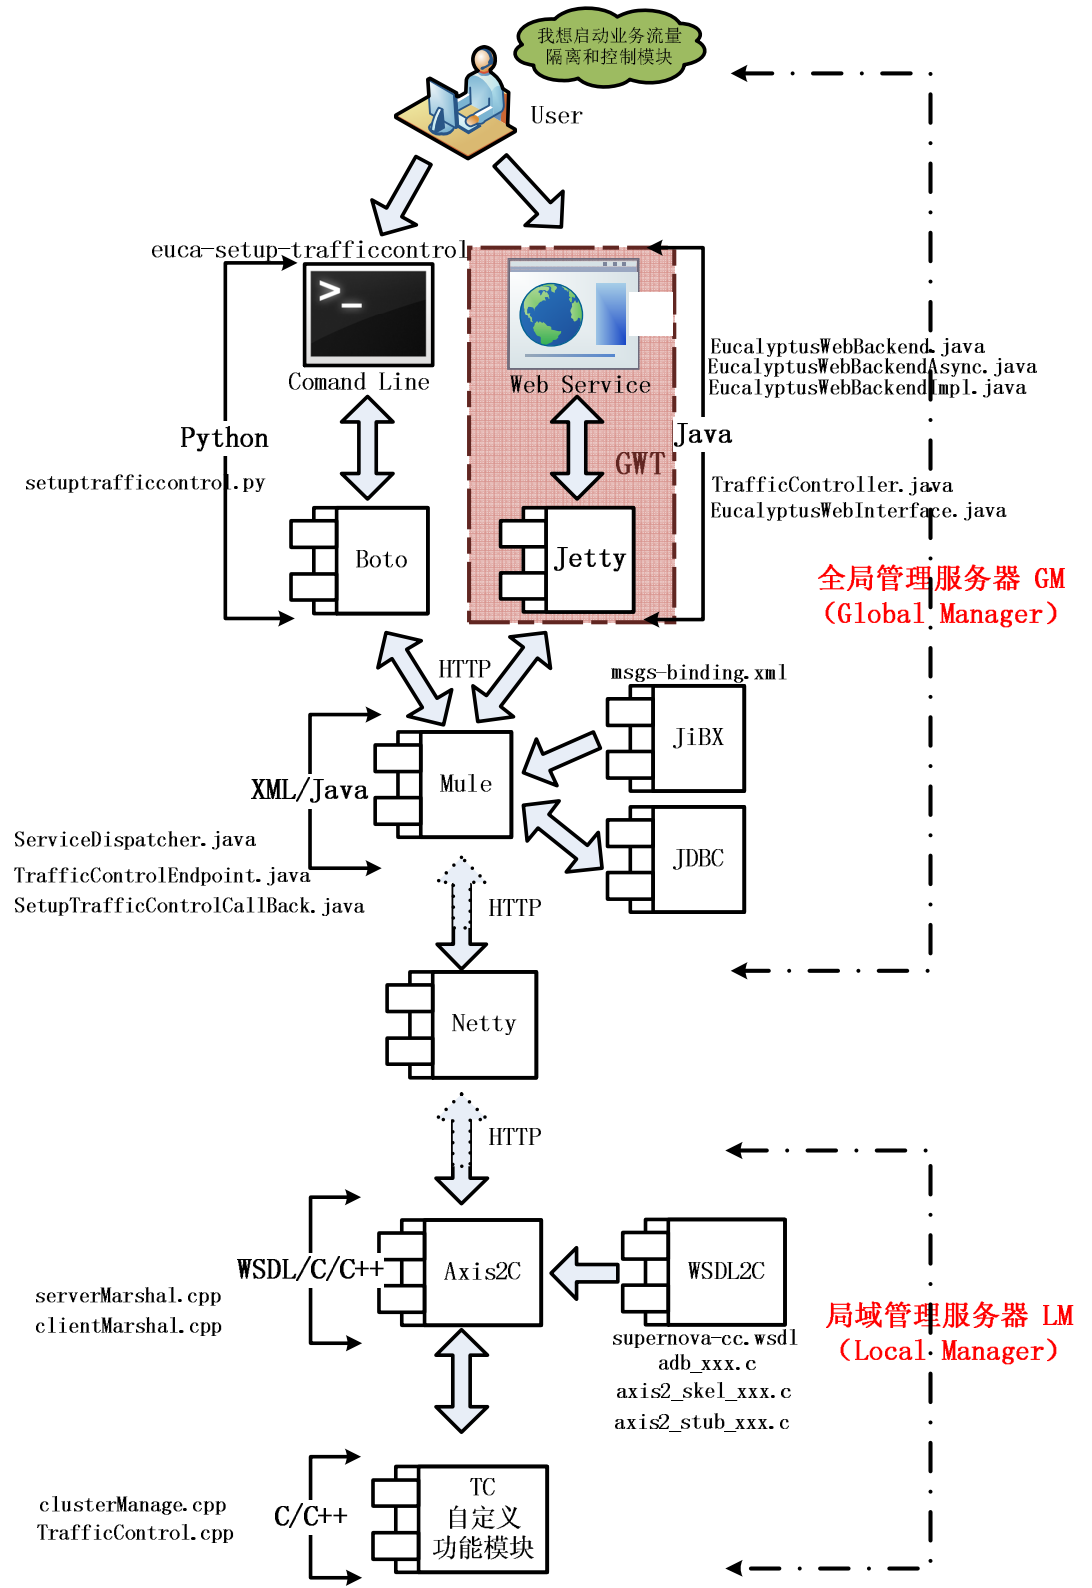 我想启动业务流量
隔离和控制模块
User
euca-setup-trafficcontrol
Comand Line
Web Service
EucalyptusWebBackend.java
EucalyptusWebBackendAsync.java
EucalyptusWebBackendImpl.java
Python
Java
GWT
setuptrafficcontrol.py
TrafficController.java
EucalyptusWebInterface.java
Boto
Jetty
全局管理服务器 GM
（Global Manager）
HTTP
msgs-binding.xml
JiBX
Mule
XML/Java
ServiceDispatcher.java
JDBC
TrafficControlEndpoint.java
SetupTrafficControlCallBack.java
HTTP
Netty
HTTP
WSDL/C/C++
Axis2C
WSDL2C
serverMarshal.cpp
clientMarshal.cpp
局域管理服务器 LM
（Local Manager）
supernova-cc.wsdl
adb_xxx.c
axis2_skel_xxx.c
axis2_stub_xxx.c
clusterManage.cpp
TrafficControl.cpp
C/C++
TC
自定义
功能模块